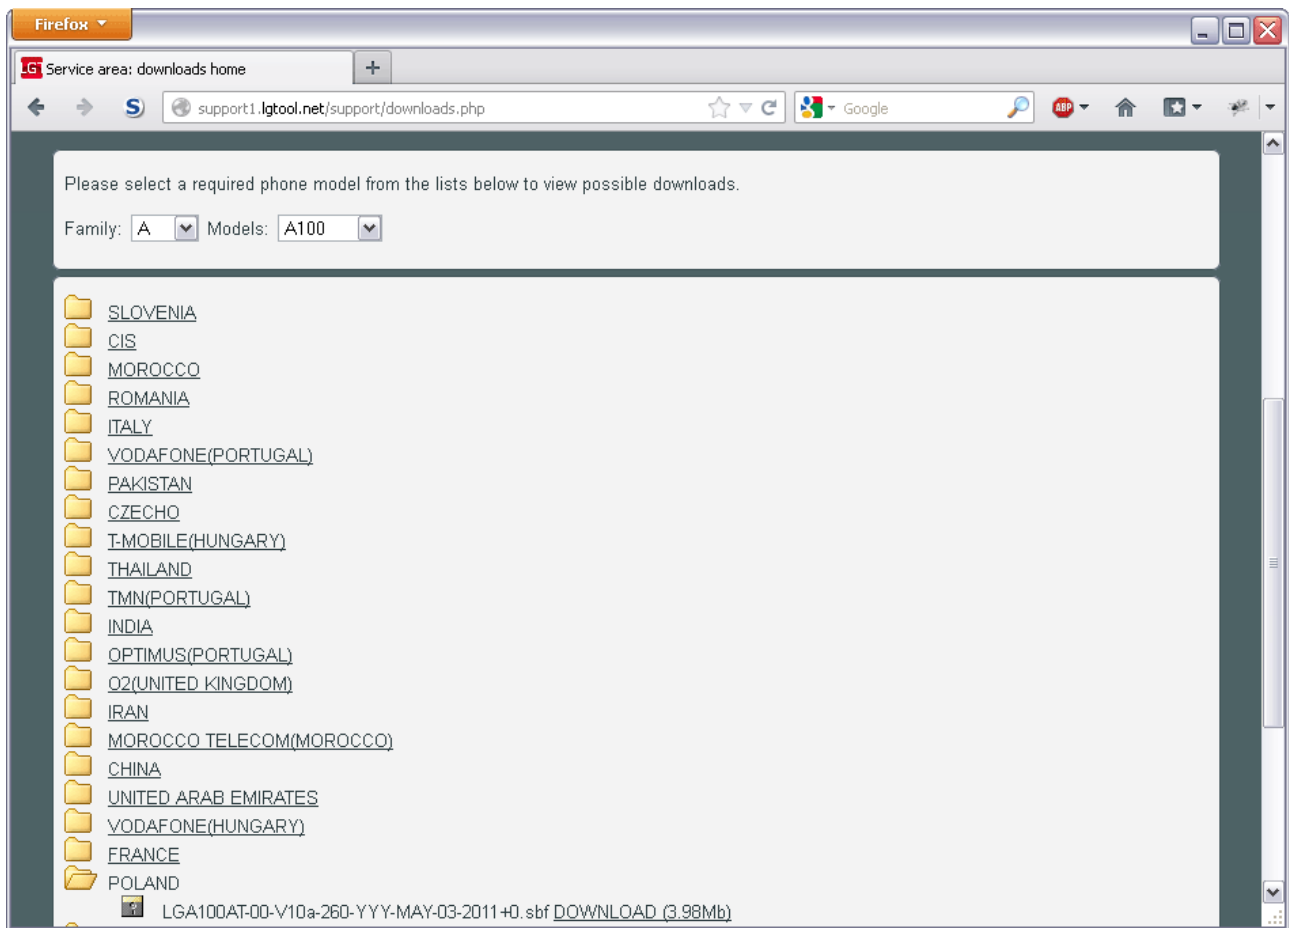 Firefox
LGT Service area: downloads home
support1.lgtool.net/support/downloads.php
Google
ABP
Please select a required phone model from the lists below to view possible downloads.
Family: A Models: A100
SLOVENIA
CIS
MOROCCO
ROMANIA
ITALY
VODAFONE(PORTUGAL)
PAKISTAN
CZECHO
T-MOBILE(HUNGARY)
THAILAND
TMN(PORTUGAL)
INDIA
OPTIMUS(PORTUGAL)
O2(UNITED KINGDOM)
IRAN
MOROCCO TELECOM(MOROCCO)
CHINA
UNITED ARAB EMIRATES
VODAFONE(HUNGARY)
FRANCE
POLAND
LGA100AT-00-V10a-260-YYY-MAY-03-2011+0.sbf DOWNLOAD (3.98Mb)